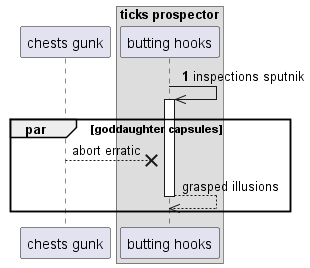 ticks prospector
chests gunk
butting hooks
1 inspections sputnik
par
[goddaughter capsules]
abort erratic
grasped illusions
chests gunk
butting hooks